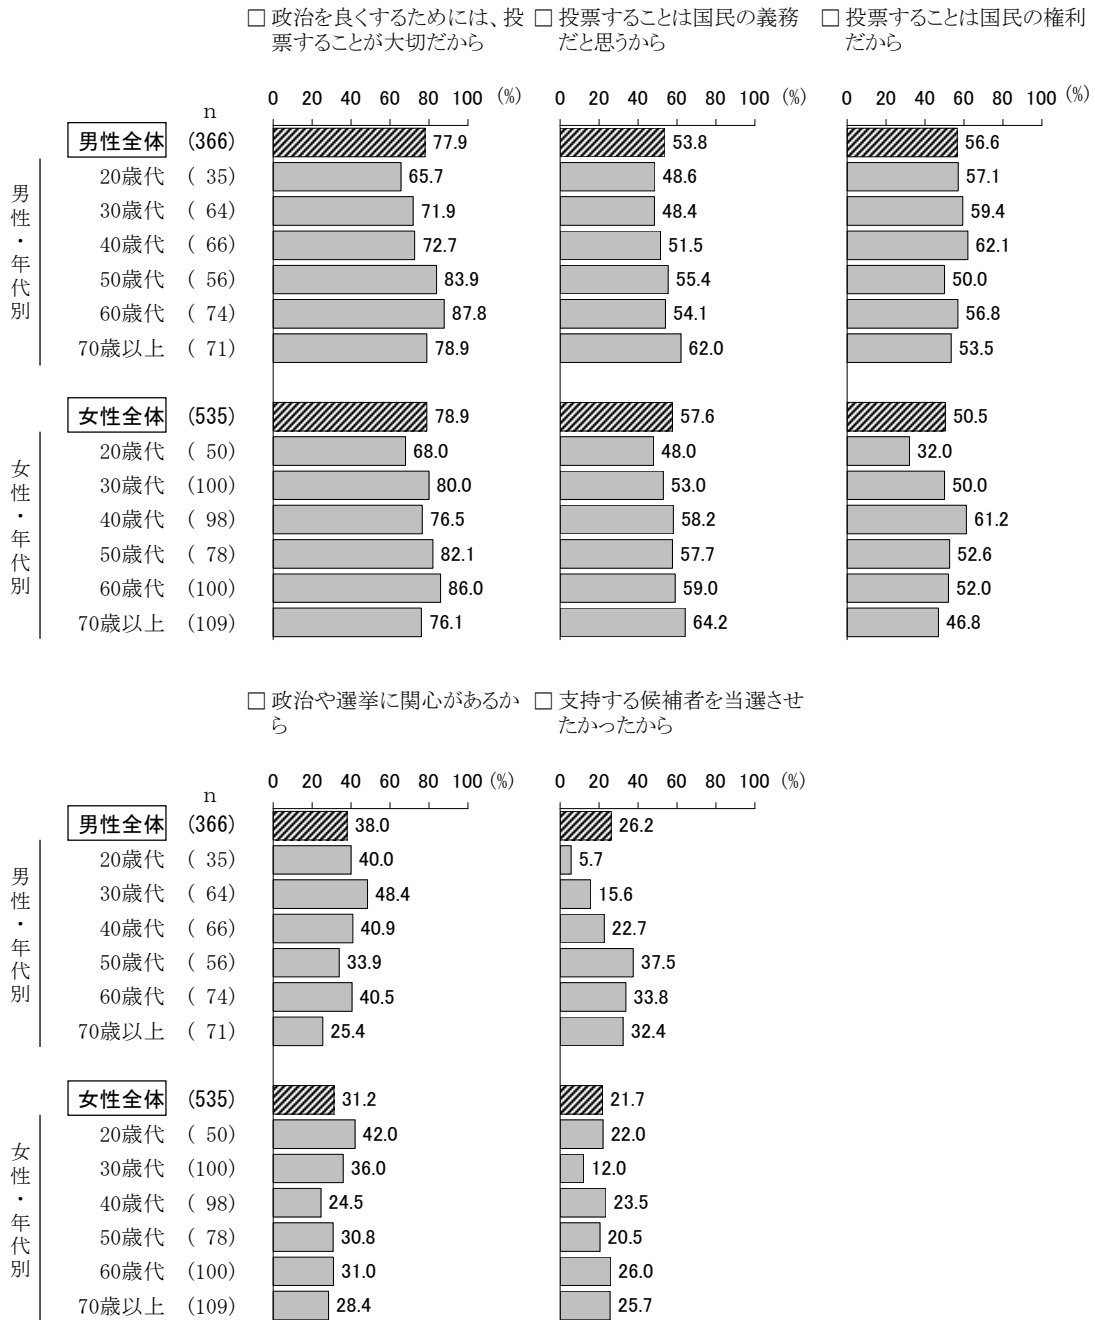 □ 政治を良くするためには、投
票することが大切だから
□ 投票することは国民の義務
だと思うから
□ 投票することは国民の権利
だから
n 0 20 40 60 80 100 (%) 0 20 40 60 80 100 (%) 0 20 40 60 80 100 (%)
男性・年代別
男性全体 (366) 77.9 53.8 56.6
20歳代 ( 35) 65.7 48.6 57.1
30歳代 ( 64) 71.9 48.4 59.4
40歳代 ( 66) 72.7 51.5 62.1
50歳代 ( 56) 83.9 55.4 50.0
60歳代 ( 74) 87.8 54.1 56.8
70歳以上 ( 71) 78.9 62.0 53.5
女性・年代別
女性全体 (535) 78.9 57.6 50.5
20歳代 ( 50) 68.0 48.0 32.0
30歳代 (100) 80.0 53.0 50.0
40歳代 ( 98) 76.5 58.2 61.2
50歳代 ( 78) 82.1 57.7 52.6
60歳代 (100) 86.0 59.0 52.0
70歳以上 (109) 76.1 64.2 46.8
□ 政治や選挙に関心があるか
ら
□ 支持する候補者を当選させ
たかったから
n 0 20 40 60 80 100 (%) 0 20 40 60 80 100 (%)
男性・年代別
男性全体 (366) 38.0 26.2
20歳代 ( 35) 40.0 5.7
30歳代 ( 64) 48.4 15.6
40歳代 ( 66) 40.9 22.7
50歳代 ( 56) 33.9 37.5
60歳代 ( 74) 40.5 33.8
70歳以上 ( 71) 25.4 32.4
女性・年代別
女性全体 (535) 31.2 21.7
20歳代 ( 50) 42.0 22.0
30歳代 (100) 36.0 12.0
40歳代 ( 98) 24.5 23.5
50歳代 ( 78) 30.8 20.5
60歳代 (100) 31.0 26.0
70歳以上 (109) 28.4 25.7